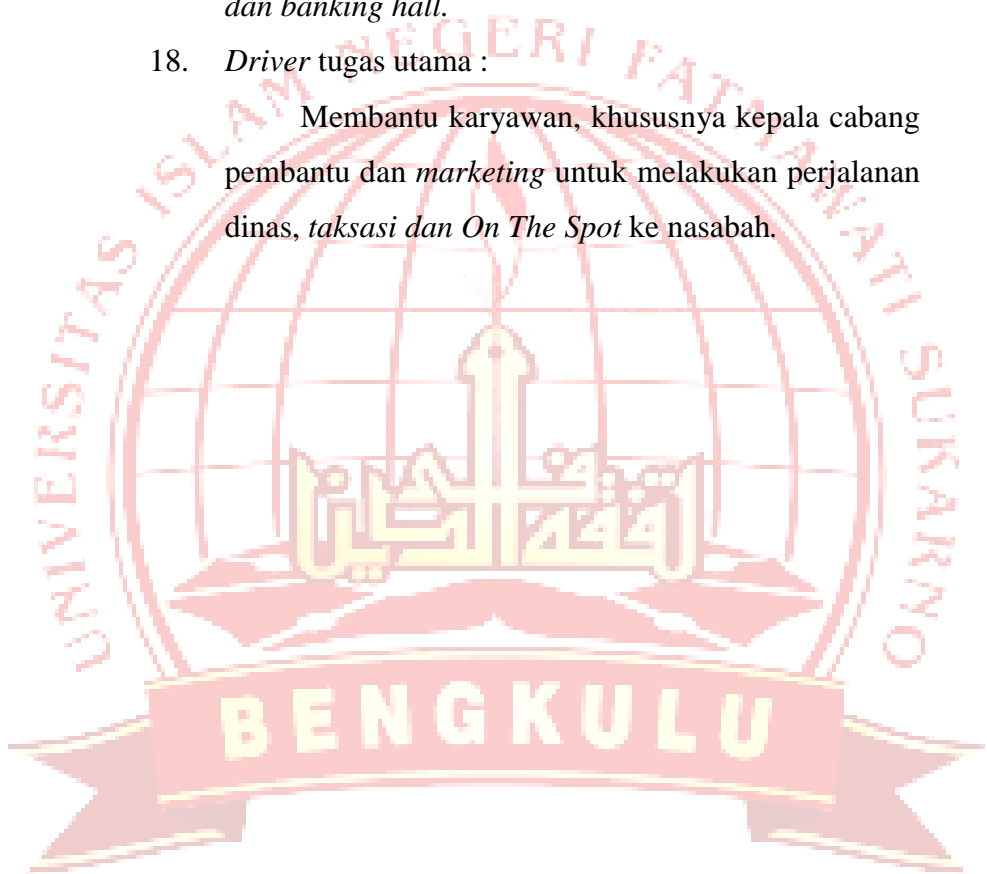 dan banking hall.
18. Driver tugas utama :
Membantu karyawan, khususnya kepala cabang
pembantu dan marketing untuk melakukan perjalanan
dinas, taksasi dan On The Spot ke nasabah.
UNIVERSITAS ISLAM NEGERI FATMAWATI SUKARNO
BENGKULU